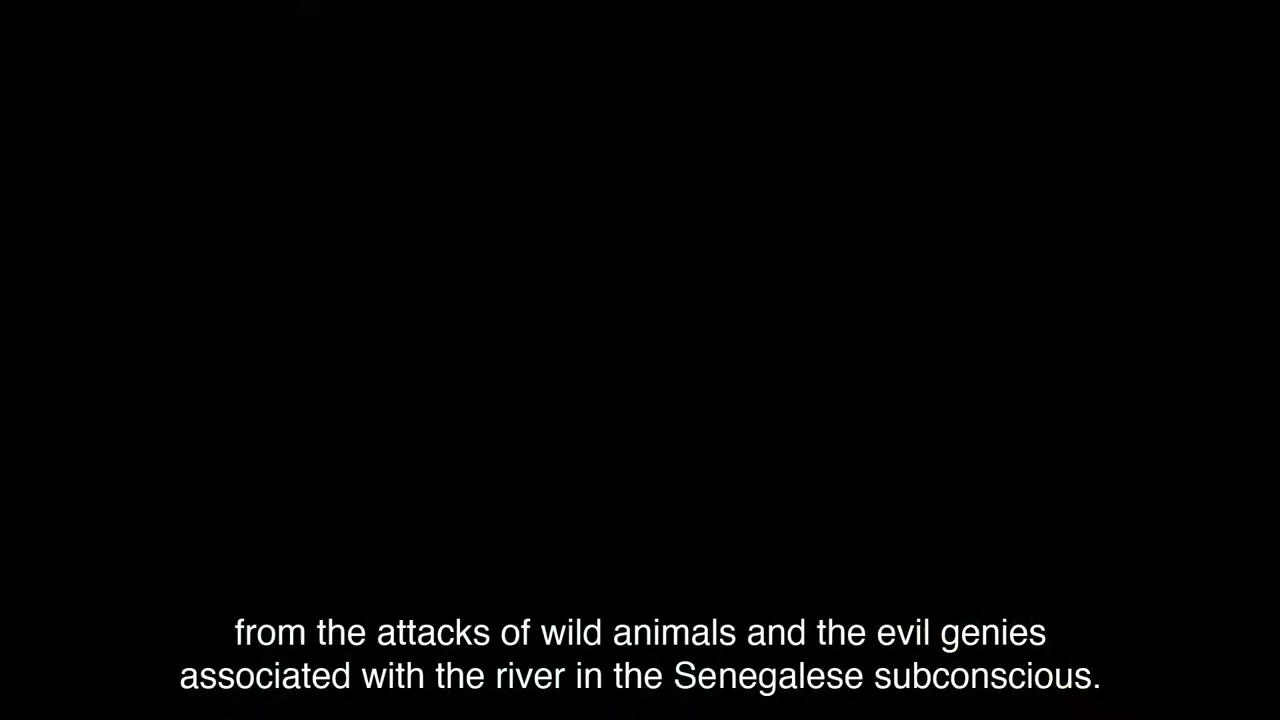 from the attacks of wild animals and the evil genies
associated with the river in the Senegalese subconscious.